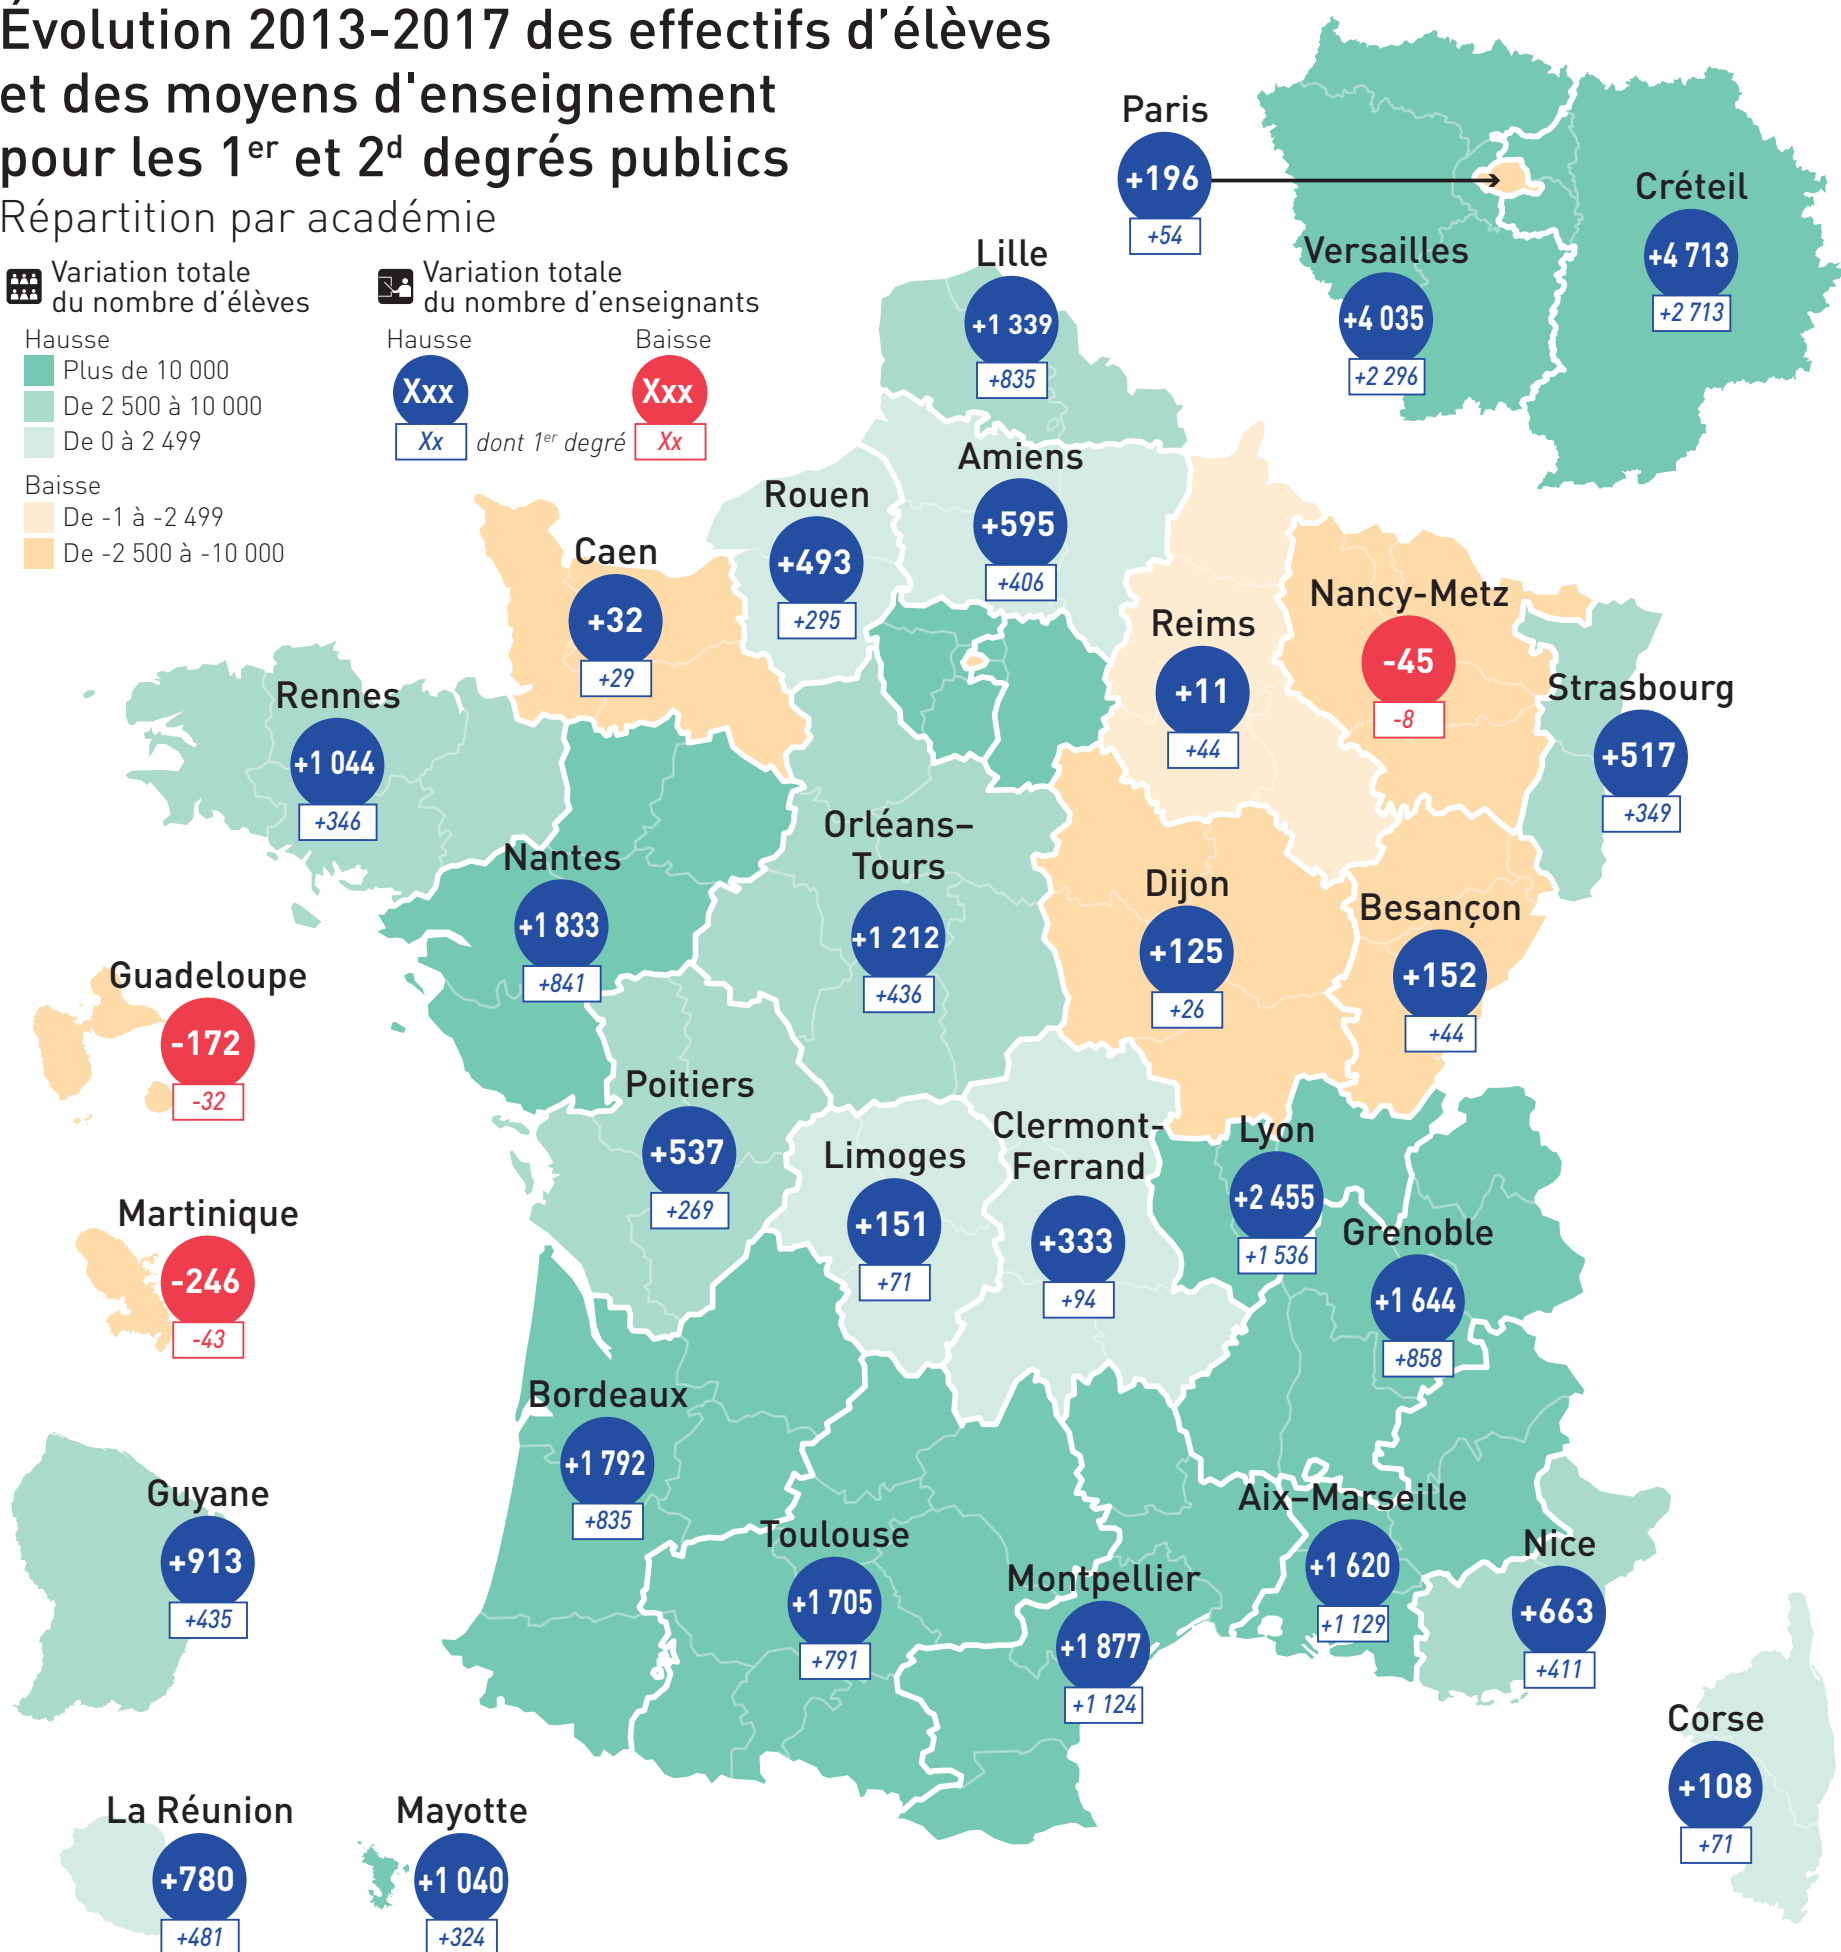 Évolution 2013-2017 des effectifs d’élèves
et des moyens d'enseignement
pour les 1er et 2d degrés publics
Répartition par académie
Variation totale
du nombre d’élèves
Hausse
Plus de 10 000
De 2 500 à 10 000
De 0 à 2 499
Baisse
De -1 à -2 499
De -2 500 à -10 000
Variation totale
du nombre d’enseignants
Hausse
Baisse
Xxx
Xxx
Xx
dont 1er degré
Xx
Paris
+196
+54
Créteil
+4 713
+2 713
Versailles
+4 035
+2 296
Lille
+1 339
+835
Amiens
+595
+406
Rouen
+493
+295
Caen
+32
+29
Nancy-Metz
-45
-8
Reims
+11
+44
Strasbourg
+517
+349
Rennes
+1 044
+346
Nantes
+1 833
+841
Orléans–
Tours
+1 212
+436
Dijon
+125
+26
Besançon
+152
+44
Guadeloupe
-172
-32
Poitiers
+537
+269
Limoges
+151
+71
Clermont-
Ferrand
+333
+94
Lyon
+2 455
+1 536
Grenoble
+1 644
+858
Martinique
-246
-43
Bordeaux
+1 792
+835
Guyane
+913
+435
Toulouse
+1 705
+791
Montpellier
+1 877
+1 124
Aix–Marseille
+1 620
+1 129
Nice
+663
+411
Corse
+108
+71
La Réunion
+780
+481
Mayotte
+1 040
+324